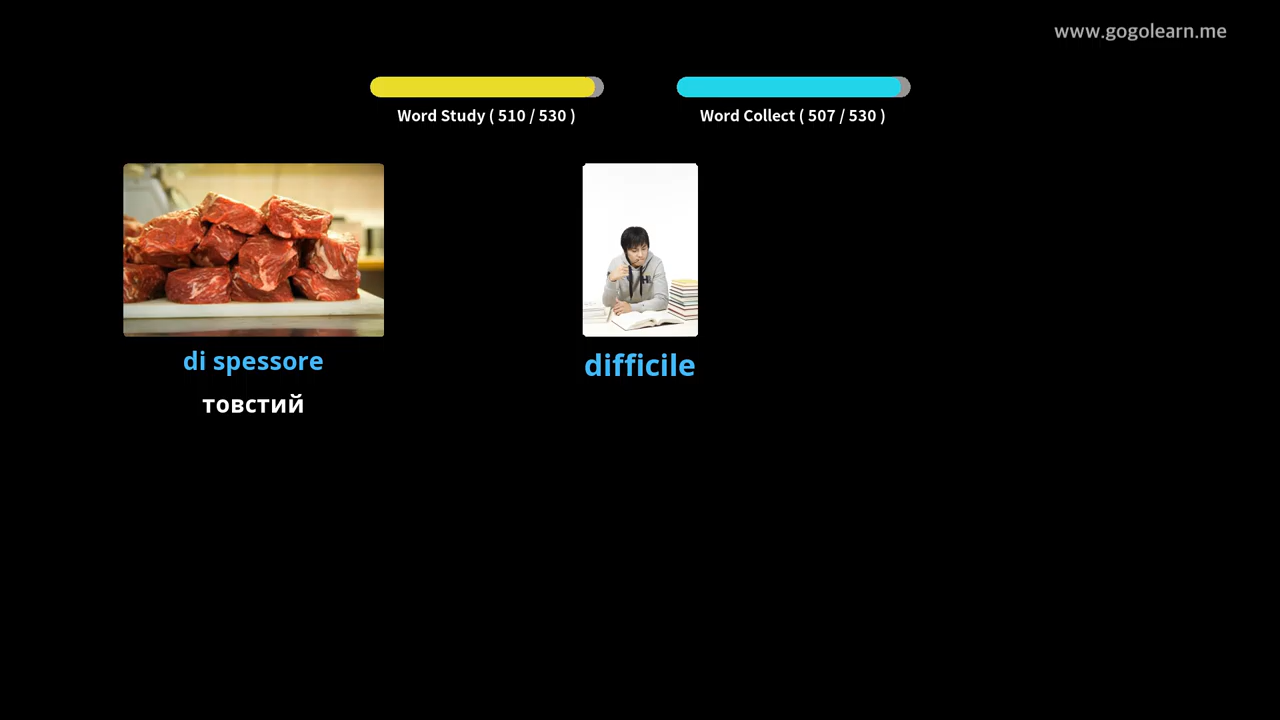 www.gogolearn.me
Word Study ( 510 / 530 )
Word Collect ( 507 / 530 )
di spessore
товстий
difficile